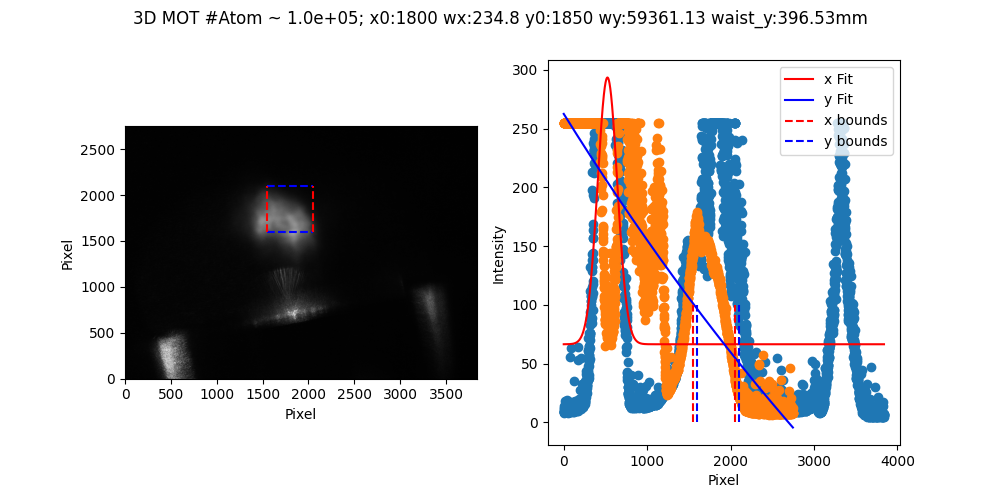 3D MOT #Atom ~ 1.0e+05; x0:1800 wx:234.8 y0:1850 wy:59361.13 waist_y:396.53mm
2500
2000
1500
1000
500
0
Pixel
0 500 1000 1500 2000 2500 3000 3500
Pixel
300
250
200
150
100
50
0
Intensity
0 1000 2000 3000 4000
Pixel
x Fit
y Fit
x bounds
y bounds